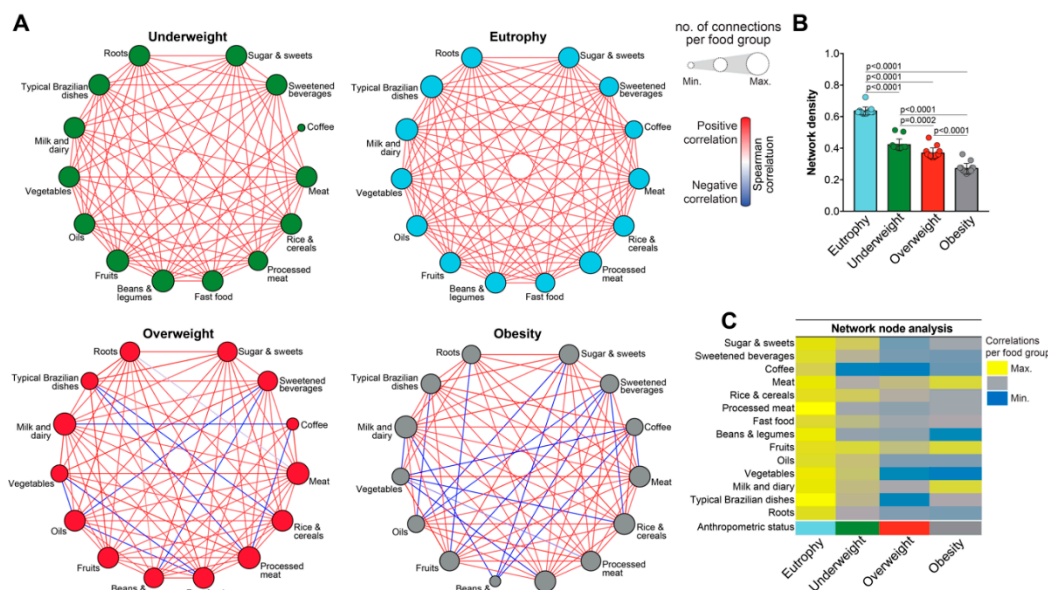 A
Underweight
Roots
Sugar & sweets
Typical Brazilian
dishes
Sweetened
beverages
Milk and
dairy
Coffee
Vegetables
Meat
Oils
Rice &
cereals
Fruits
Processed
meat
Beans &
legumes
Fast food
Eutrophy
Roots
Sugar & sweets
Typical Brazilian
dishes
Sweetened
beverages
Milk and
dairy
Coffee
Vegetables
Meat
Oils
Rice &
cereals
Fruits
Processed
meat
Beans &
legumes
Fast food
no. of connections
per food group
Min.
Max.
Positive
correlation
Negative
correlation
Spearman
correlatuon
B
Network density
1.0
0.8
0.6
0.4
0.2
0.0
p<0.0001
p<0.0001
p<0.0001
p<0.0001
p=0.0002
p<0.0001
Eutrophy
Underweight
Overweight
Obesity
Overweight
Roots
Sugar & sweets
Typical Brazilian
dishes
Sweetened
beverages
Milk and
dairy
Coffee
Vegetables
Meat
Oils
Rice &
cereals
Fruits
Processed
meat
Beans &
Obesity
Roots
Sugar & sweets
Typical Brazilian
dishes
Sweetened
beverages
Milk and
dairy
Coffee
Vegetables
Meat
Oils
Rice &
cereals
Fruits
Processed
meat
Beans &
C
Network node analysis
Sugar & sweets
Sweetened beverages
Coffee
Meat
Rice & cereals
Processed meat
Fast food
Beans & legumes
Fruits
Oils
Vegetables
Milk and diary
Typical Brazilian dishes
Roots
Anthropometric status
Eutrophy
Underweight
Overweight
Obesity
Correlations
per food group
Max.
Min.